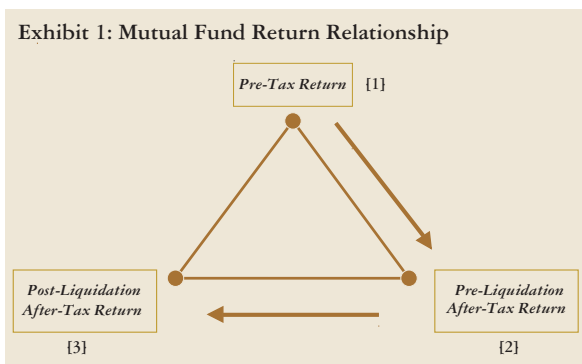 Exhibit 1: Mutual Fund Return Relationship
Pre-Tax Return {1}
Post-Liquidation
After-Tax Return
{3}
Pre-Liquidation
After-Tax Return
{2}